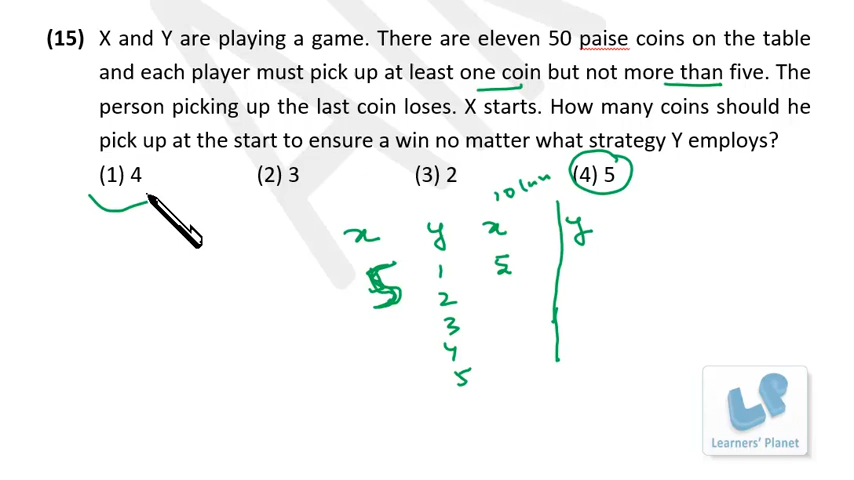 (15) X and Y are playing a game. There are eleven 50 paise coins on the table
and each player must pick up at least one coin but not more than five. The
person picking up the last coin loses. X starts. How many coins should he
pick up at the start to ensure a win no matter what strategy Y employs?
(1) 4 (2) 3 (3) 2 (4) 5
x y x y
5 1 5
2
3
4
5
LP
Learners' Planet